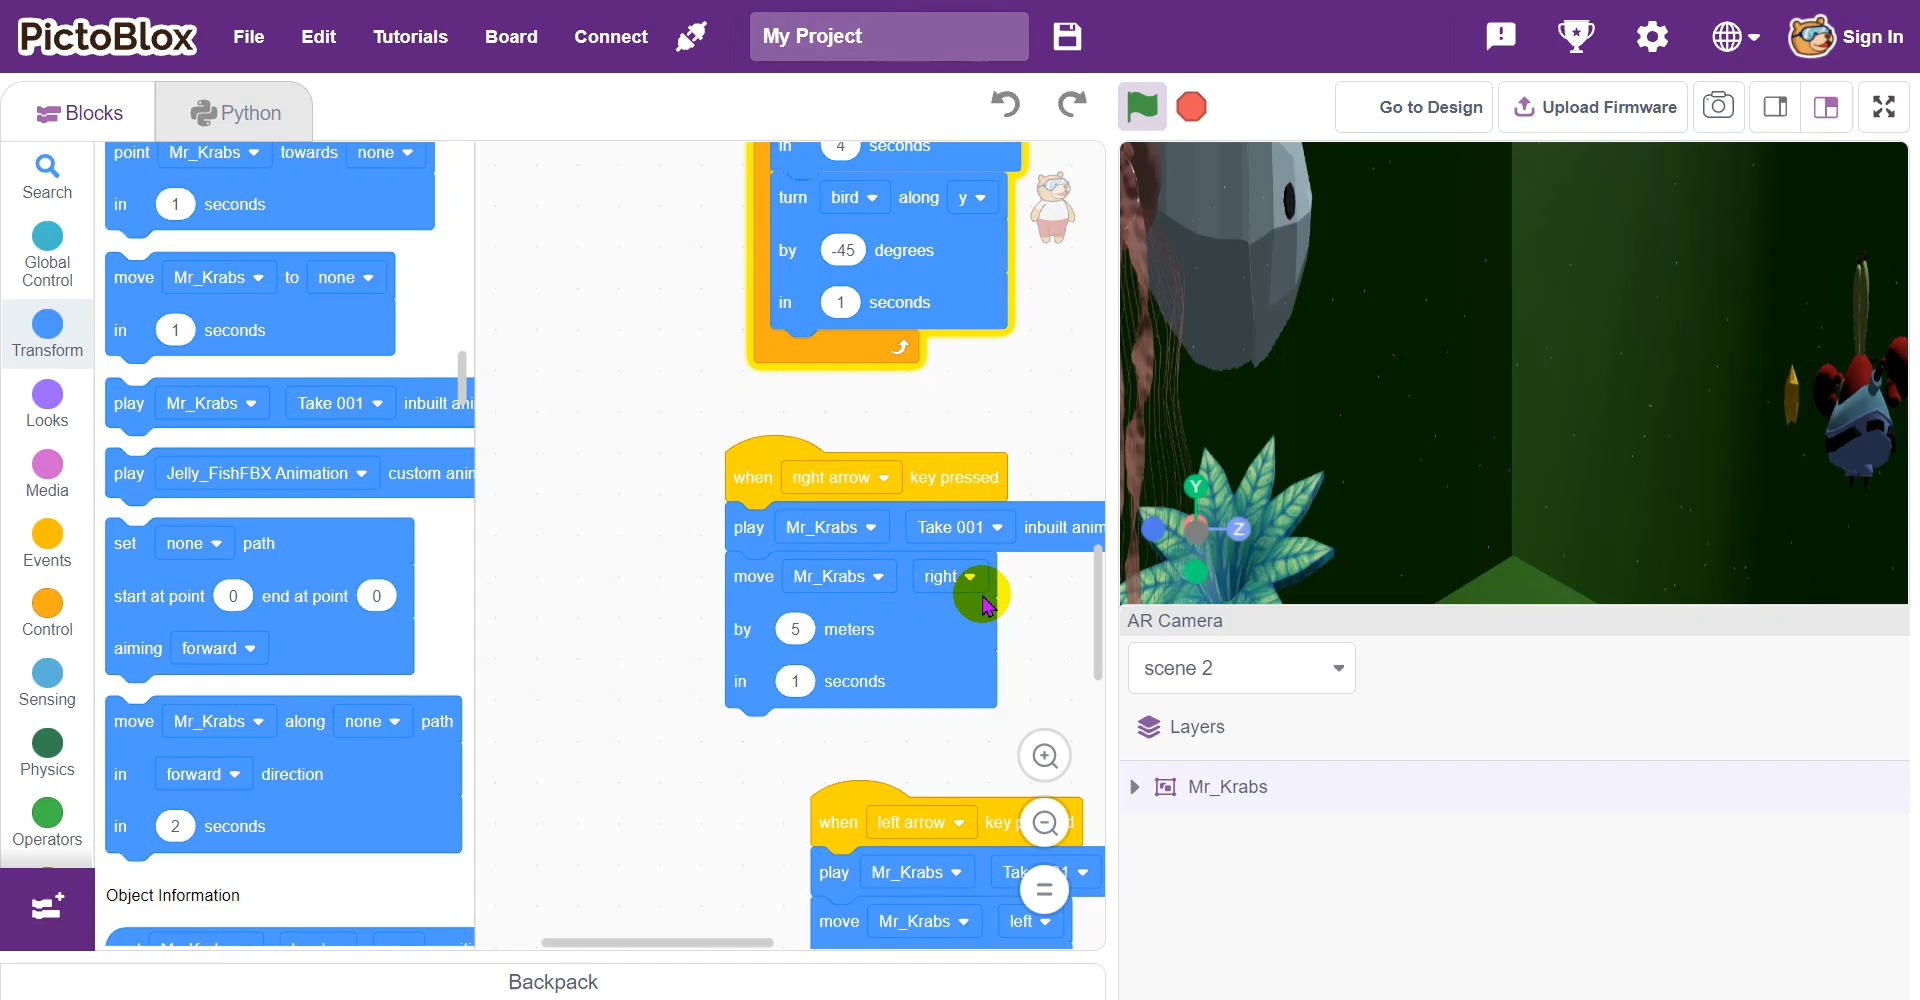 PictoBlox
File
Edit
Tutorials
Board
Connect
My Project
Sign In
Blocks
Python
Go to Design
Upload Firmware
Search
Global
Control
Transform
Looks
Media
Events
Control
Sensing
Physics
Operators
point Mr_Krabs towards none
in 1 seconds
move Mr_Krabs to none
in 1 seconds
play Mr_Krabs Take 001 inbuilt
play Jelly_FishFBX Animation custom
set none path
start at point 0 end at point 0
aiming forward
move Mr_Krabs along none path
in forward direction
in 2 seconds
Object Information
in 4 seconds
turn bird along y
by -45 degrees
in 1 seconds
when right arrow key pressed
play Mr_Krabs Take 001 inbuilt
move Mr_Krabs right
by 5 meters
in 1 seconds
when left arrow key
play Mr_Krabs
move Mr_Krabs left
Backpack
Y
Z
AR Camera
scene 2
Layers
Mr_Krabs